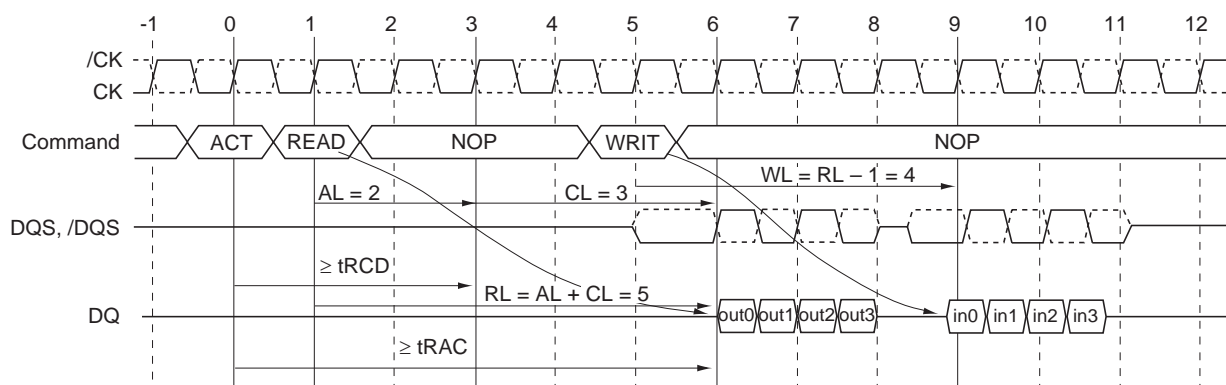 -1 0 1 2 3 4 5 6 7 8 9 10 11 12
/CK
CK
Command ACT READ NOP WRIT NOP
WL = RL – 1 = 4
AL = 2 CL = 3
DQS, /DQS
≥ tRCD
RL = AL + CL = 5
DQ out0 out1 out2 out3 in0 in1 in2 in3
≥ tRAC